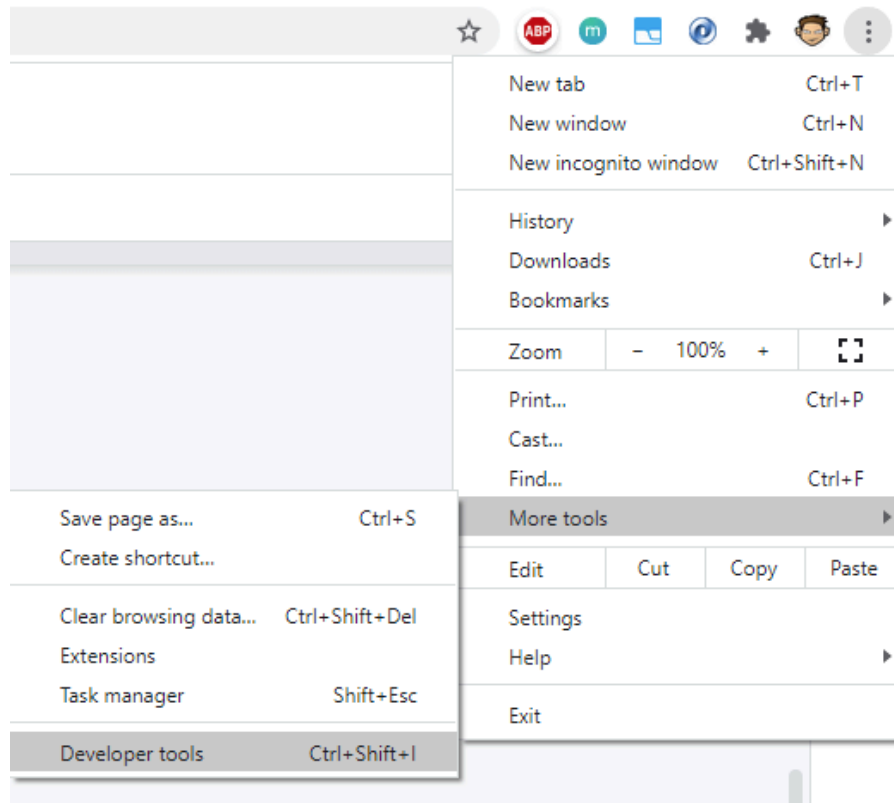 ABP m
New tab Ctrl+T
New window Ctrl+N
New incognito window Ctrl+Shift+N
History
Downloads Ctrl+J
Bookmarks
Zoom - 100% +
Print... Ctrl+P
Cast...
Find... Ctrl+F
More tools
Edit Cut Copy Paste
Settings
Help
Exit
Save page as... Ctrl+S
Create shortcut...
Clear browsing data... Ctrl+Shift+Del
Extensions
Task manager Shift+Esc
Developer tools Ctrl+Shift+I